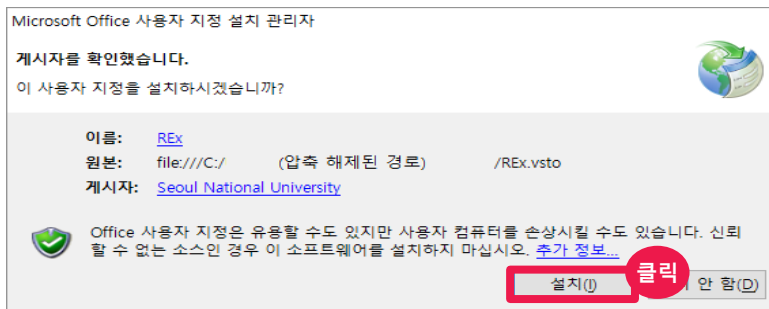 Microsoft Office 사용자 지정 설치 관리자
게시자를 확인했습니다.
이 사용자 지정을 설치하시겠습니까?
이름: REx
원본: file:///C:/ (압축 해제된 경로) /REx.vsto
게시자: Seoul National University
Office 사용자 지정은 유용할 수도 있지만 사용자 컴퓨터를 손상시킬 수도 있습니다. 신뢰
할 수 없는 소스인 경우 이 소프트웨어를 설치하지 마십시오. 추가 정보...
클릭
설치(I) 안 함(D)